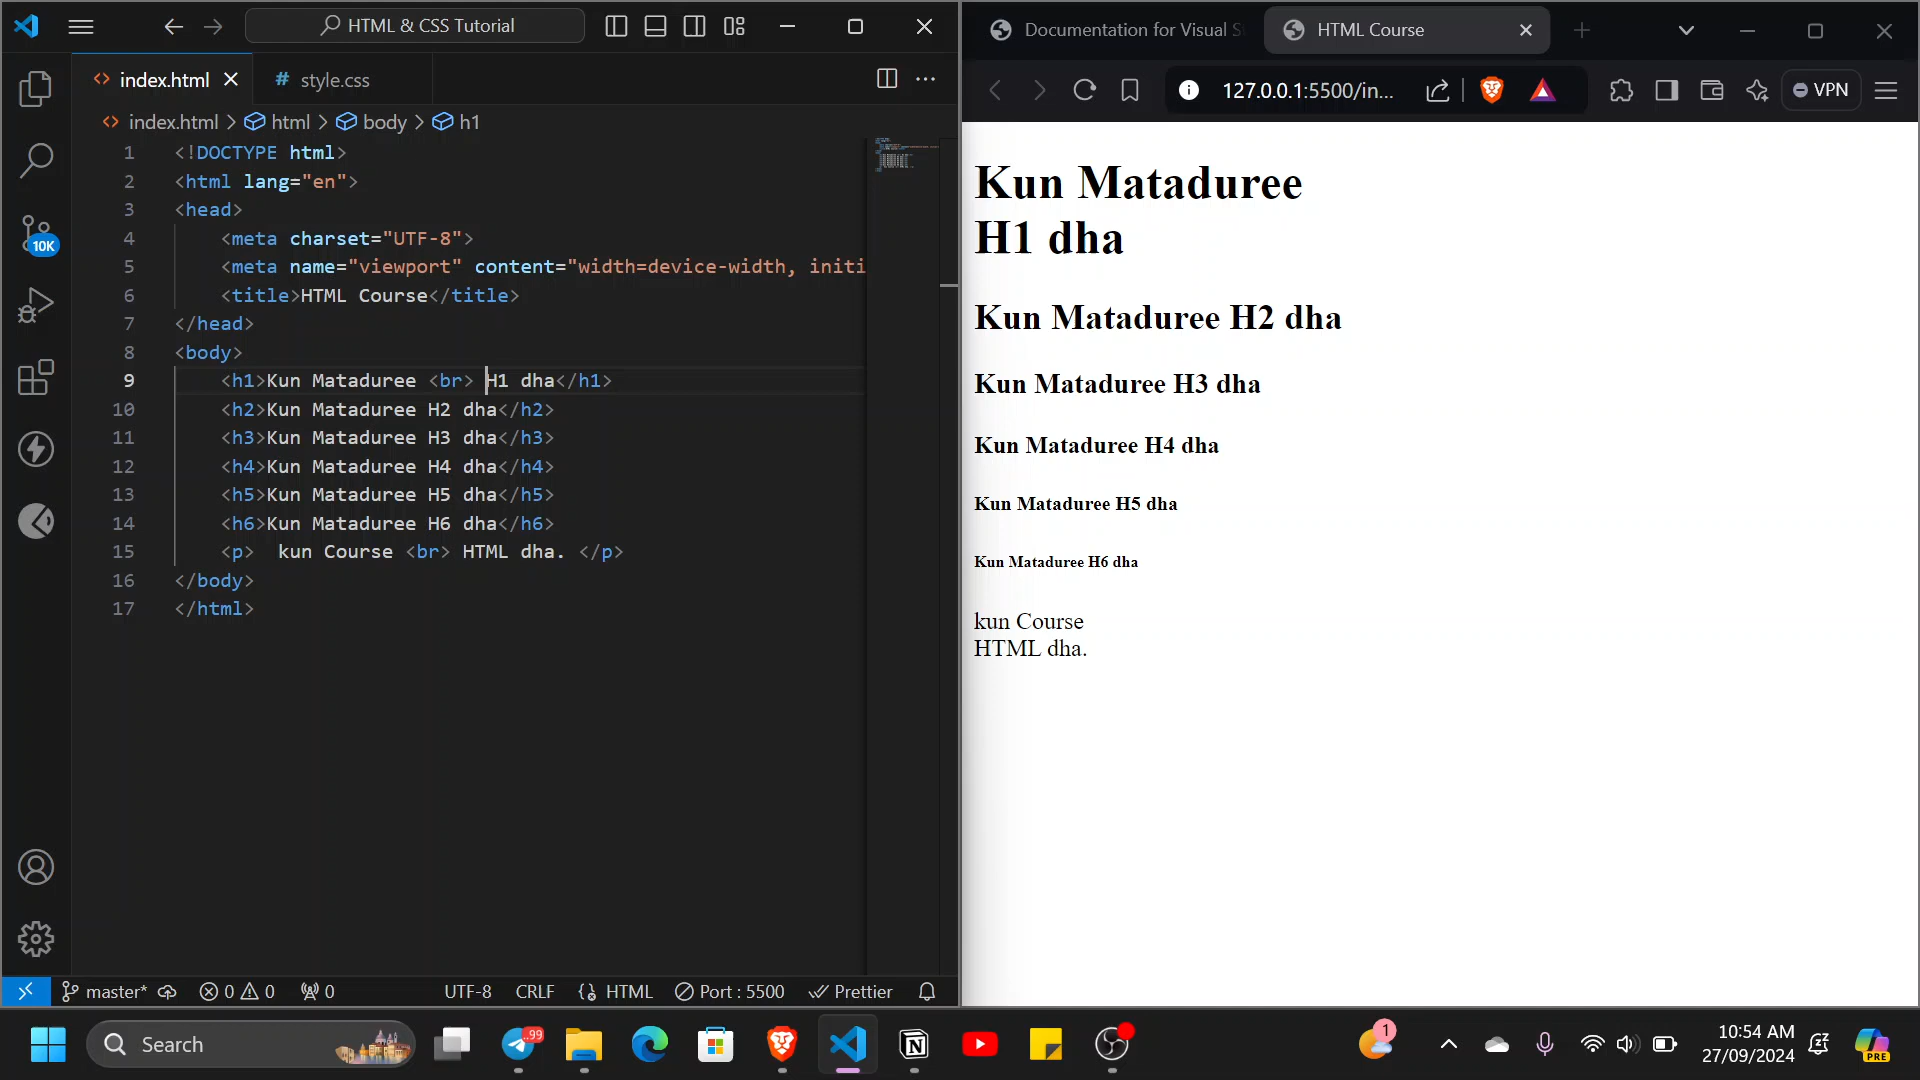 HTML & CSS Tutorial
index.html
style.css
index.html > html > body > h1
1 <!DOCTYPE html>
2 <html lang="en">
3 <head>
4 <meta charset="UTF-8">
5 <meta name="viewport" content="width=device-width, initi
6 <title>HTML Course</title>
7 </head>
8 <body>
9 <h1>Kun Mataduree <br> H1 dha</h1>
10 <h2>Kun Mataduree H2 dha</h2>
11 <h3>Kun Mataduree H3 dha</h3>
12 <h4>Kun Mataduree H4 dha</h4>
13 <h5>Kun Mataduree H5 dha</h5>
14 <h6>Kun Mataduree H6 dha</h6>
15 <p>  kun Course <br> HTML dha. </p>
16 </body>
17 </html>
10K
master* 0 0 0 UTF-8 CRLF HTML Port : 5500 Prettier
Documentation for Visual S
HTML Course
127.0.0.1:5500/in...
VPN
Kun Mataduree
H1 dha
Kun Mataduree H2 dha
Kun Mataduree H3 dha
Kun Mataduree H4 dha
Kun Mataduree H5 dha
Kun Mataduree H6 dha
kun Course
HTML dha.
Search
.99
1
10:54 AM
27/09/2024
PRE